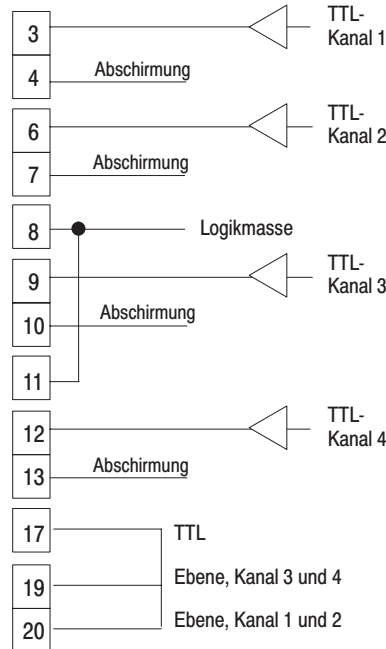 3
TTL-
Kanal 1
4
Abschirmung
6
TTL-
Kanal 2
7
Abschirmung
8
Logikmasse
9
TTL-
Kanal 3
10
Abschirmung
11
12
TTL-
Kanal 4
13
Abschirmung
17
TTL
19
Ebene, Kanal 3 und 4
20
Ebene, Kanal 1 und 2